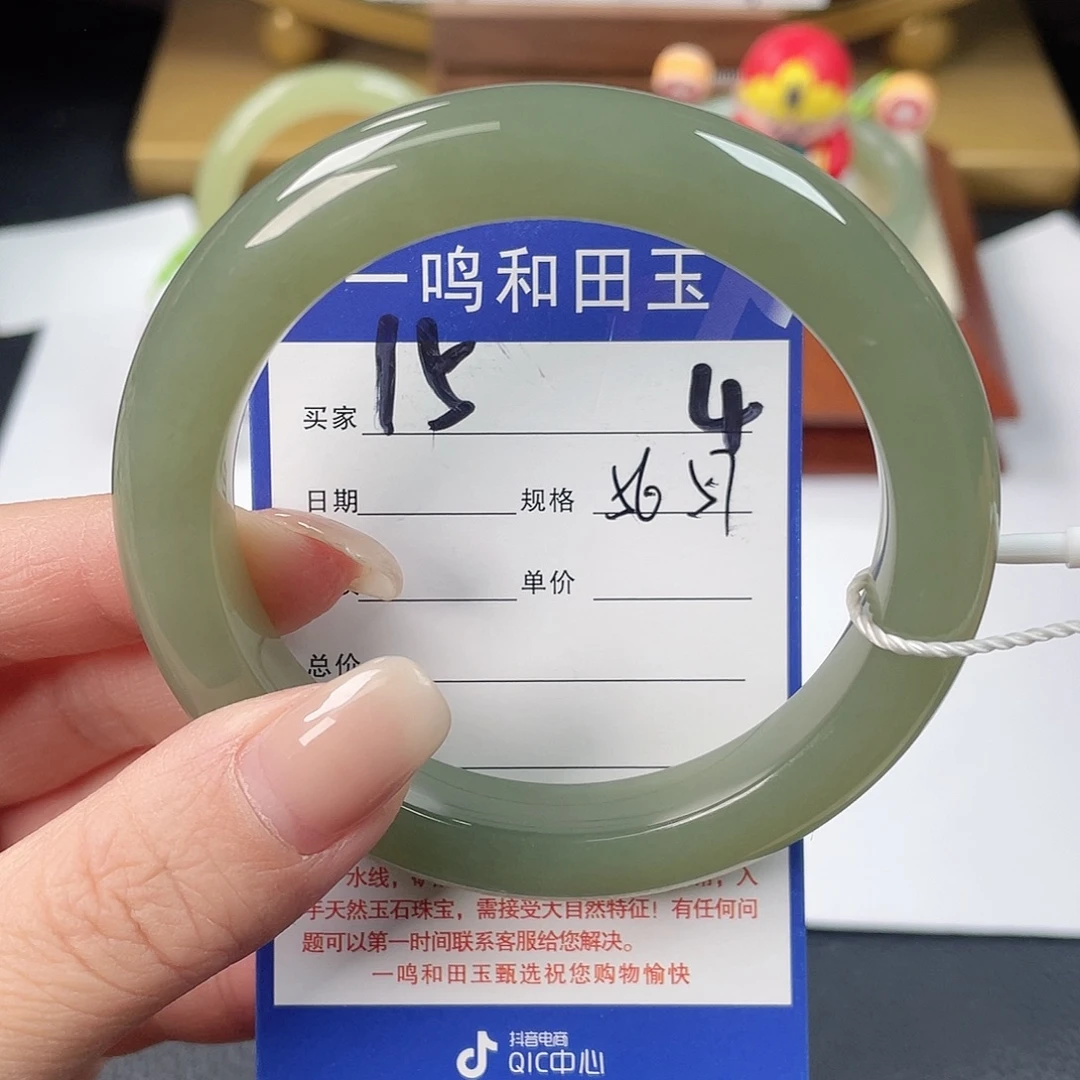 一鸣和田玉
买家 15 4
日期 规格 56 贝
单价
总价
水线，
手天然玉石珠宝，需接受大自然特征！有任何问
题可以第一时间联系客服给您解决。
一鸣和田玉甄选祝您购物愉快
抖音电商
QIC中心